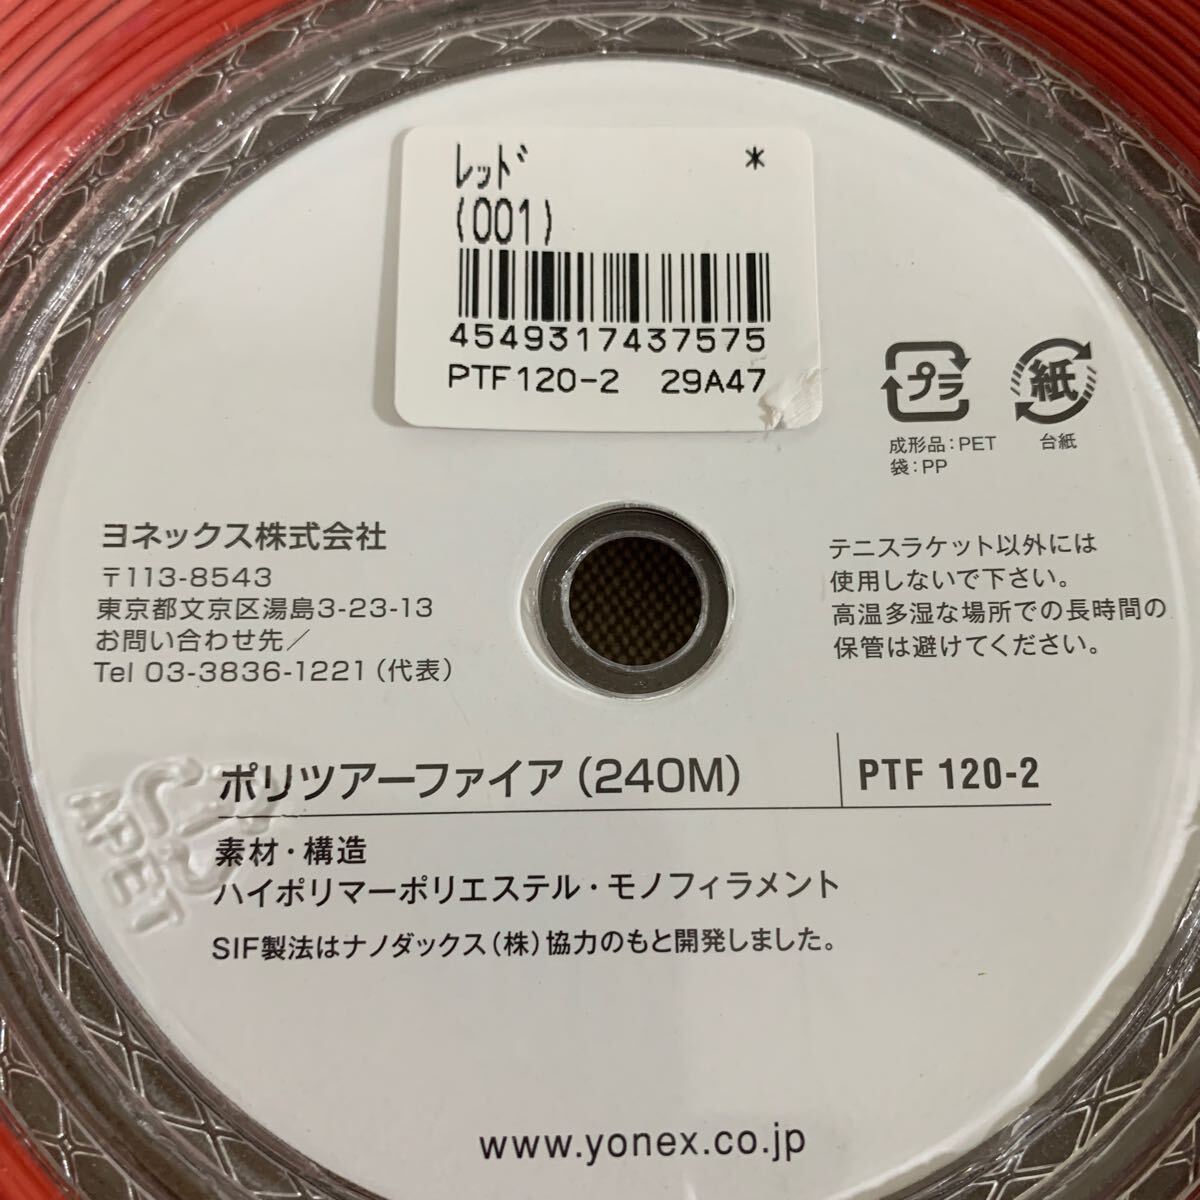 レッド *
(001)
4549317437575
PTF120-2 29A47
プラ
紙
成形品：PET
袋：PP
台紙
ヨネックス株式会社
〒113-8543
東京都文京区湯島3-23-13
お問い合わせ先／
Tel 03-3836-1221（代表）
テニスラケット以外には
使用しないで下さい。
高温多湿な場所での長時間の
保管は避けてください。
ポリツアーファイア（240M）
PTF 120-2
素材・構造
ハイポリマーポリエステル・モノフィラメント
SIF製法はナノダックス（株）協力のもと開発しました。
APET
www.yonex.co.jp